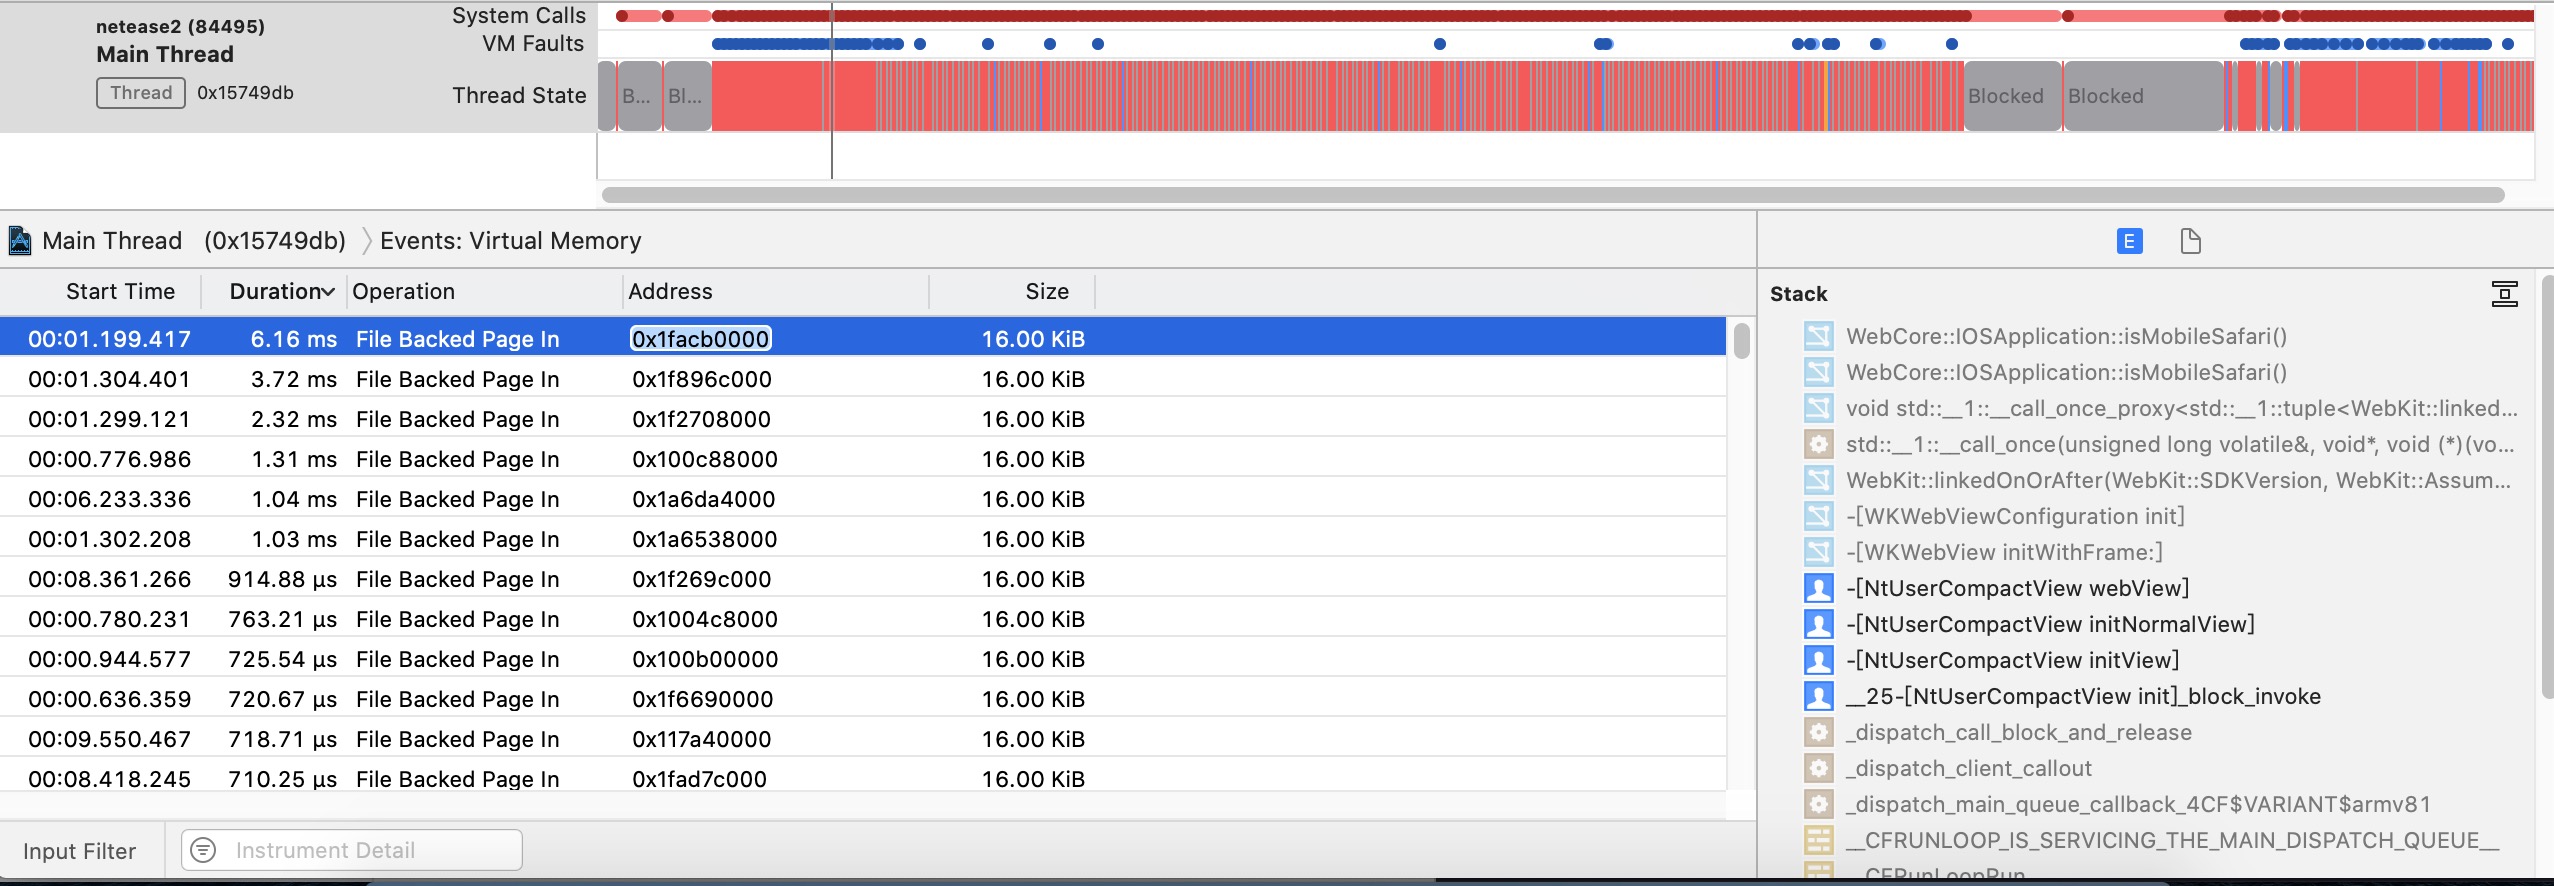 netease2 (84495)
Main Thread
Thread 0x15749db
System Calls
VM Faults
Thread State
B...
Bl...
Blocked
Blocked
Main Thread (0x15749db) Events: Virtual Memory
E
Start Time Duration Operation Address Size
00:01.199.417 6.16 ms File Backed Page In 0x1facb0000 16.00 KiB
00:01.304.401 3.72 ms File Backed Page In 0x1f896c000 16.00 KiB
00:01.299.121 2.32 ms File Backed Page In 0x1f2708000 16.00 KiB
00:00.776.986 1.31 ms File Backed Page In 0x100c88000 16.00 KiB
00:06.233.336 1.04 ms File Backed Page In 0x1a6da4000 16.00 KiB
00:01.302.208 1.03 ms File Backed Page In 0x1a6538000 16.00 KiB
00:08.361.266 914.88 µs File Backed Page In 0x1f269c000 16.00 KiB
00:00.780.231 763.21 µs File Backed Page In 0x1004c8000 16.00 KiB
00:00.944.577 725.54 µs File Backed Page In 0x100b00000 16.00 KiB
00:00.636.359 720.67 µs File Backed Page In 0x1f6690000 16.00 KiB
00:09.550.467 718.71 µs File Backed Page In 0x117a40000 16.00 KiB
00:08.418.245 710.25 µs File Backed Page In 0x1fad7c000 16.00 KiB
Input Filter Instrument Detail
Stack
WebCore::IOSApplication::isMobileSafari()
WebCore::IOSApplication::isMobileSafari()
void std::__1::__call_once_proxy<std::__1::tuple<WebKit::linked...
std::__1::__call_once(unsigned long volatile&, void*, void (*)(vo...
WebKit::linkedOnOrAfter(WebKit::SDKVersion, WebKit::Assum...
-[WKWebViewConfiguration init]
-[WKWebView initWithFrame:]
-[NtUserCompactView webView]
-[NtUserCompactView initNormalView]
-[NtUserCompactView initView]
__25-[NtUserCompactView init]_block_invoke
_dispatch_call_block_and_release
_dispatch_client_callout
_dispatch_main_queue_callback_4CF$VARIANT$armv81
__CFRUNLOOP_IS_SERVICING_THE_MAIN_DISPATCH_QUEUE__
__CFRunLoopRun